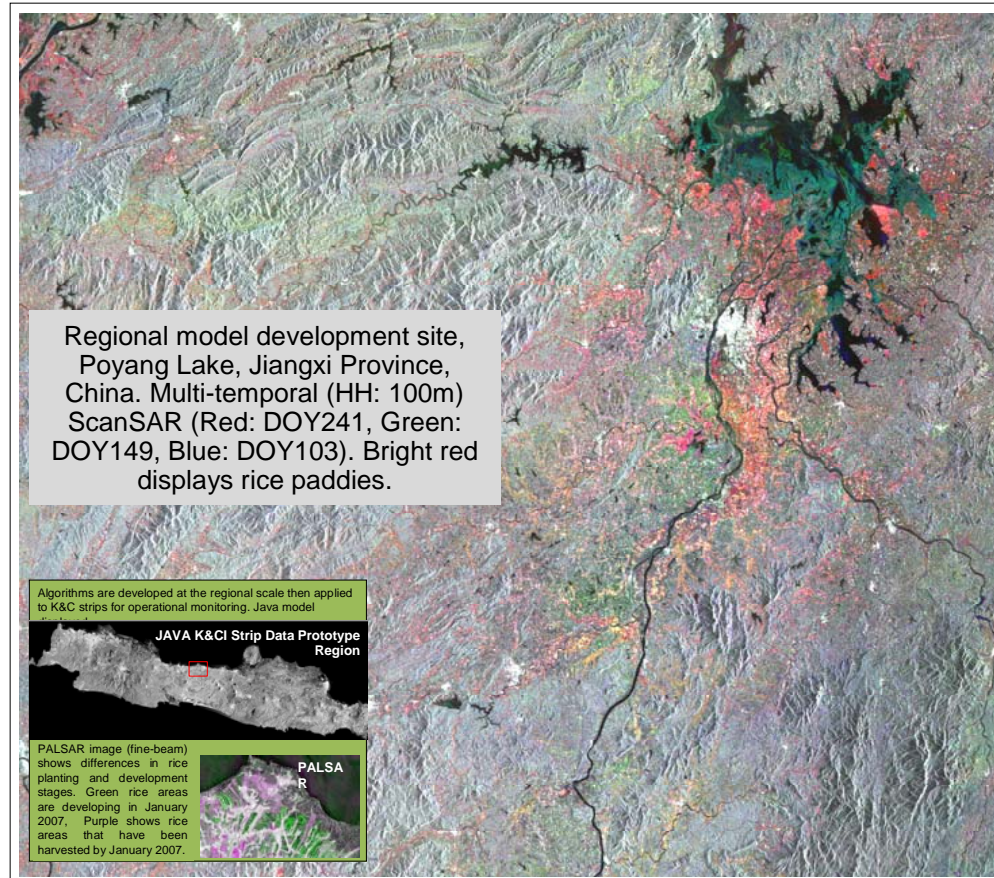 Regional model development site,
Poyang Lake, Jiangxi Province,
China. Multi-temporal (HH: 100m)
ScanSAR (Red: DOY241, Green:
DOY149, Blue: DOY103). Bright red
displays rice paddies.
Algorithms are developed at the regional scale then applied
to K&C strips for operational monitoring. Java model
JAVA K&CI Strip Data Prototype
Region
PALSAR image (fine-beam)
shows differences in rice
planting and development
stages. Green rice areas
are developing in January
2007, Purple shows rice
areas that have been
harvested by January 2007.
PALSA
R